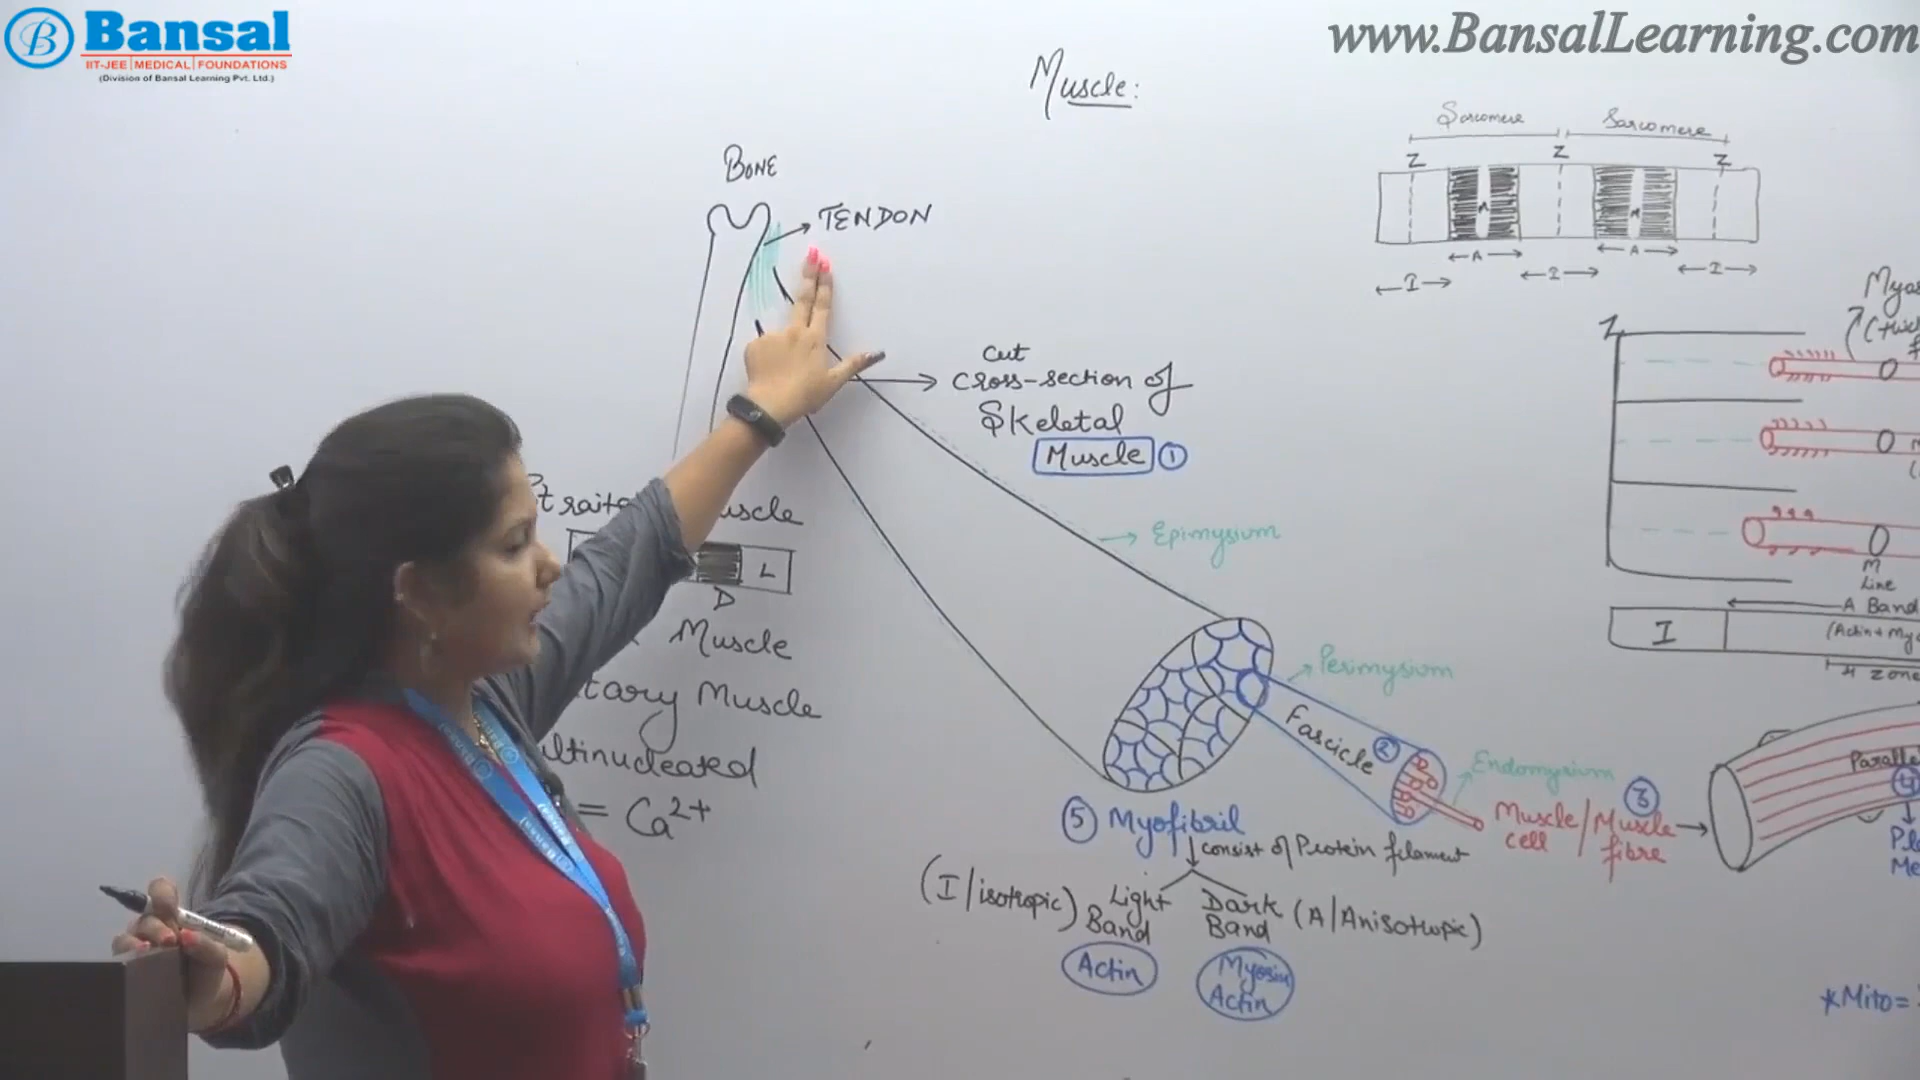 Bansal
IIT-JEE | MEDICAL | FOUNDATIONS
(Division of Bansal Learning Pvt. Ltd.)
www.BansalLearning.com
Muscle:
Sarcomere
Sarcomere
Z
Z
Z
M
M
A
A
I
I
I
BONE
TENDON
cut
cross-section of
Skeletal
Muscle ①
Epimysium
Perimysium
Fascicle ②
Endomysium
Muscle/Muscle ③
cell fibre
⑤ Myofibril
consist of Protein filament
(I/isotropic) Light Band
Dark Band (A/Anisotropic)
Actin
Myosin
Actin
L
D
Muscle
Muscle
= Ca2+
Z
M
Line
A Band
I
H zone
④
*Mito=